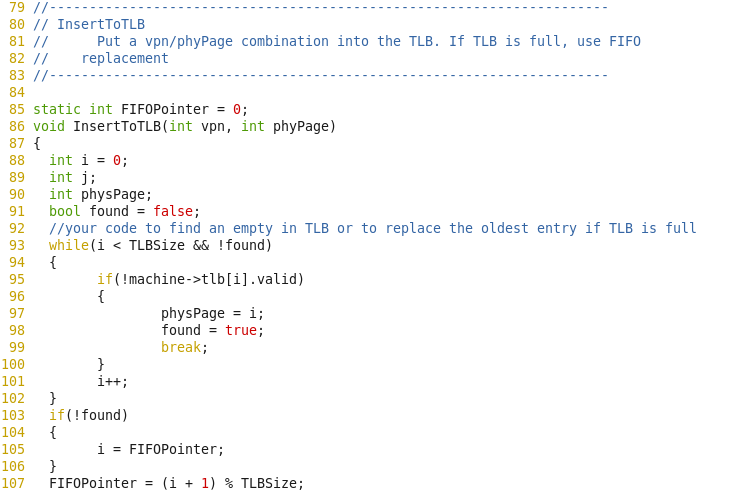 79 //----------------------------------------------------------------------
80 // InsertToTLB
81 //      Put a vpn/phyPage combination into the TLB. If TLB is full, use FIFO
82 //    replacement
83 //----------------------------------------------------------------------
84
85 static int FIFOPointer = 0;
86 void InsertToTLB(int vpn, int phyPage)
87 {
88   int i = 0;
89   int j;
90   int physPage;
91   bool found = false;
92   //your code to find an empty in TLB or to replace the oldest entry if TLB is full
93   while(i < TLBSize && !found)
94   {
95         if(!machine->tlb[i].valid)
96         {
97                 physPage = i;
98                 found = true;
99                 break;
100         }
101         i++;
102   }
103   if(!found)
104   {
105         i = FIFOPointer;
106   }
107   FIFOPointer = (i + 1) % TLBSize;